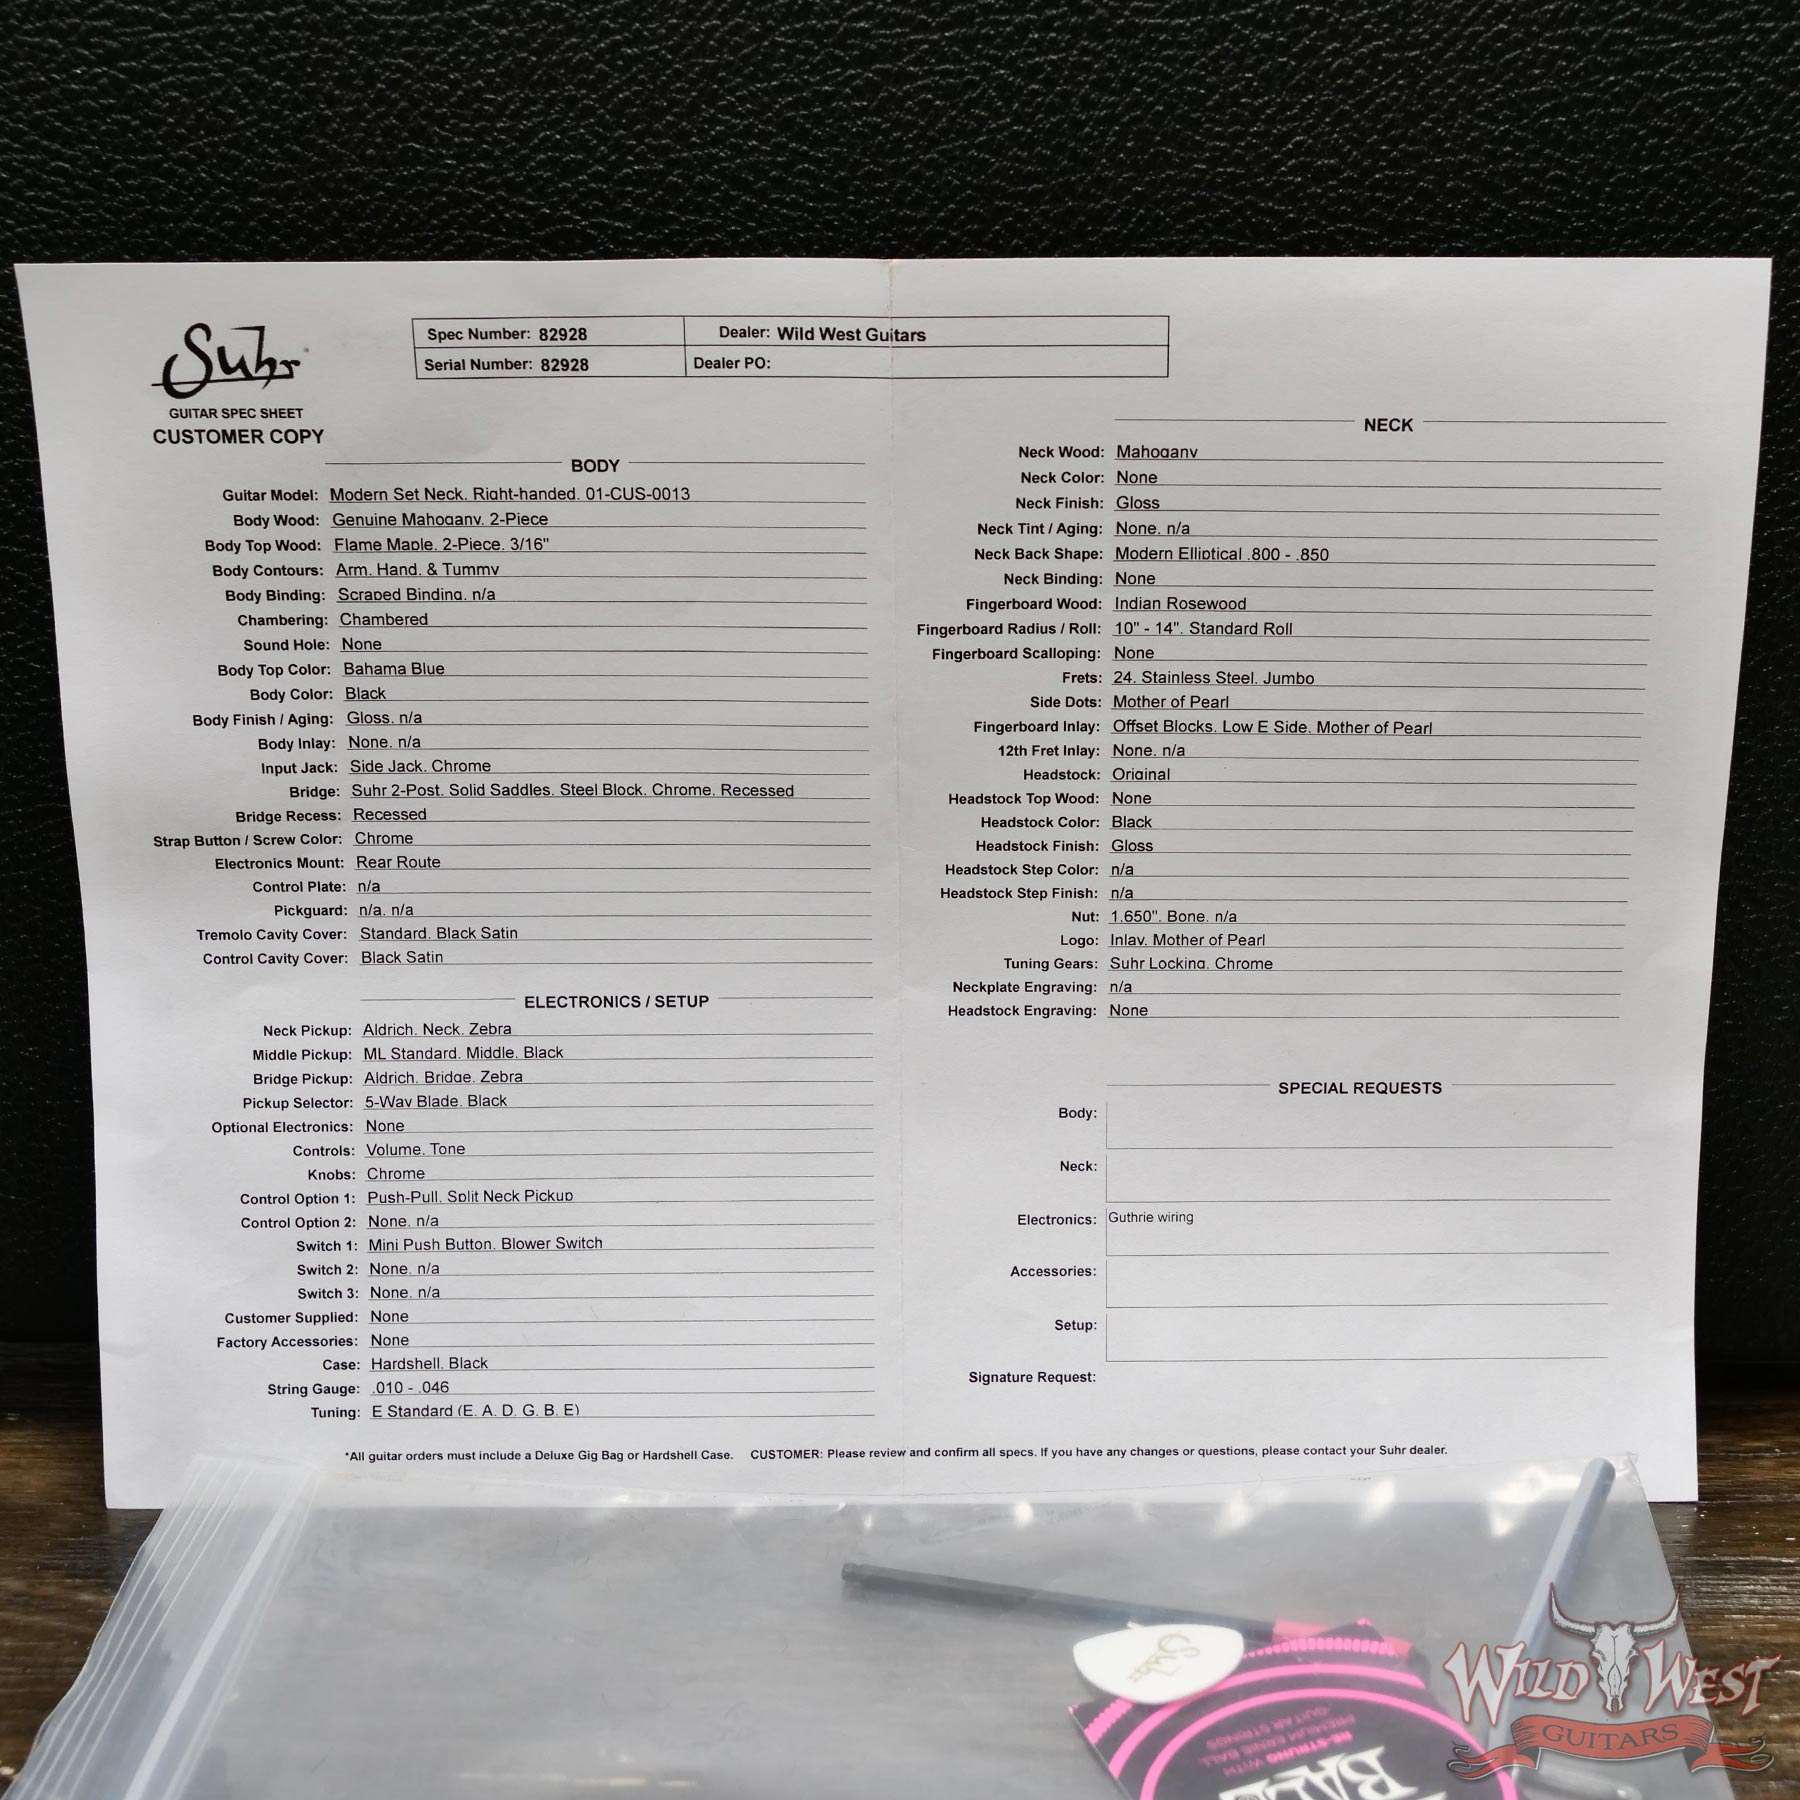 Suhr
GUITAR SPEC SHEET
CUSTOMER COPY
Spec Number: 82928
Dealer: Wild West Guitars
Serial Number: 82928
Dealer PO:
BODY
Guitar Model: Modern Set Neck, Right-handed, 01-CUS-0013
Body Wood: Genuine Mahogany, 2-Piece
Body Top Wood: Flame Maple, 2-Piece, 3/16"
Body Contours: Arm, Hand, & Tummy
Body Binding: Scraped Binding, n/a
Chambering: Chambered
Sound Hole: None
Body Top Color: Bahama Blue
Body Color: Black
Body Finish / Aging: Gloss, n/a
Body Inlay: None, n/a
Input Jack: Side Jack, Chrome
Bridge: Suhr 2-Post, Solid Saddles, Steel Block, Chrome, Recessed
Bridge Recess: Recessed
Strap Button / Screw Color: Chrome
Electronics Mount: Rear Route
Control Plate: n/a
Pickguard: n/a, n/a
Tremolo Cavity Cover: Standard, Black Satin
Control Cavity Cover: Black Satin
ELECTRONICS / SETUP
Neck Pickup: Aldrich, Neck, Zebra
Middle Pickup: ML Standard, Middle, Black
Bridge Pickup: Aldrich, Bridge, Zebra
Pickup Selector: 5-Way Blade, Black
Optional Electronics: None
Controls: Volume, Tone
Knobs: Chrome
Control Option 1: Push-Pull, Split Neck Pickup
Control Option 2: None, n/a
Switch 1: Mini Push Button, Blower Switch
Switch 2: None, n/a
Switch 3: None, n/a
Customer Supplied: None
Factory Accessories: None
Case: Hardshell, Black
String Gauge: .010 - .046
Tuning: E Standard (E, A, D, G, B, E)
NECK
Neck Wood: Mahogany
Neck Color: None
Neck Finish: Gloss
Neck Tint / Aging: None, n/a
Neck Back Shape: Modern Elliptical .800 - .850
Neck Binding: None
Fingerboard Wood: Indian Rosewood
Fingerboard Radius / Roll: 10" - 14", Standard Roll
Fingerboard Scalloping: None
Frets: 24, Stainless Steel, Jumbo
Side Dots: Mother of Pearl
Fingerboard Inlay: Offset Blocks, Low E Side, Mother of Pearl
12th Fret Inlay: None, n/a
Headstock: Original
Headstock Top Wood: None
Headstock Color: Black
Headstock Finish: Gloss
Headstock Step Color: n/a
Headstock Step Finish: n/a
Nut: 1.650", Bone, n/a
Logo: Inlay, Mother of Pearl
Tuning Gears: Suhr Locking, Chrome
Neckplate Engraving: n/a
Headstock Engraving: None
SPECIAL REQUESTS
Body:
Neck:
Electronics: Guthrie wiring
Accessories:
Setup:
Signature Request:
*All guitar orders must include a Deluxe Gig Bag or Hardshell Case. CUSTOMER: Please review and confirm all specs. If you have any changes or questions, please contact your Suhr dealer.
Suhr
RE-STRUNG WITH
PREMIUM ERNIE BALL
GUITAR STRINGS
BALL
WILD WEST
GUITARS